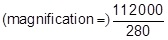 (magnification =) 112000
280